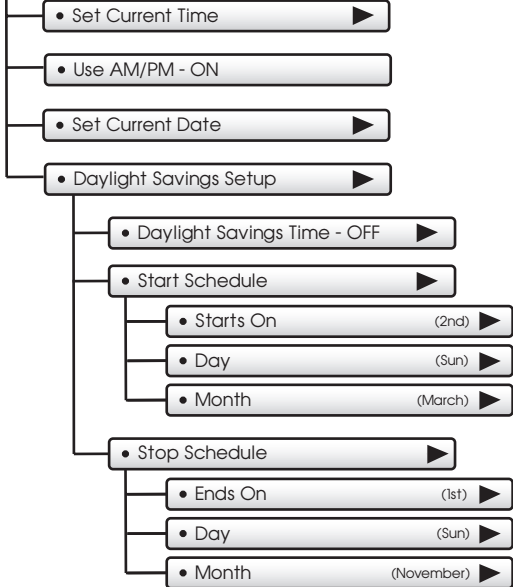 • Set Current Time
• Use AM/PM - ON
• Set Current Date
• Daylight Savings Setup
• Daylight Savings Time - OFF
• Start Schedule
• Starts On (2nd)
• Day (Sun)
• Month (March)
• Stop Schedule
• Ends On (1st)
• Day (Sun)
• Month (November)